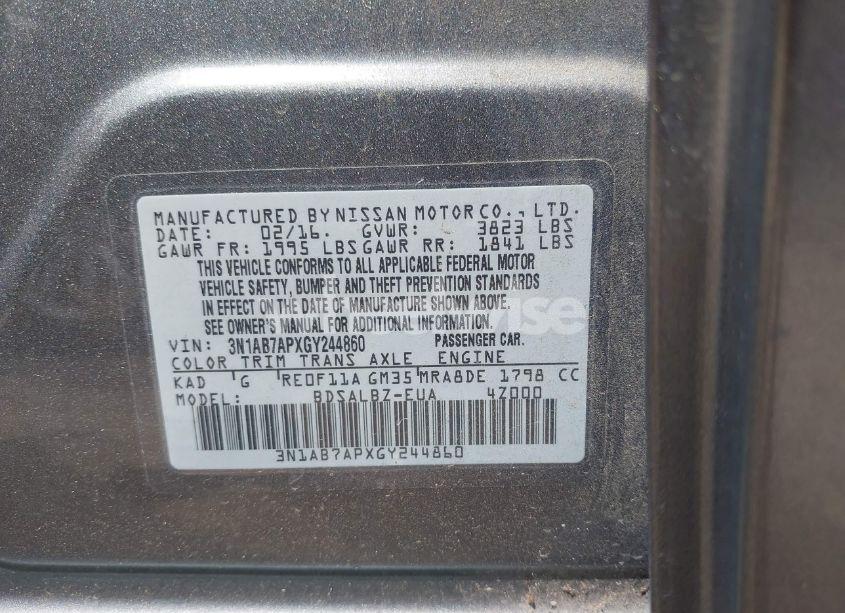 MANUFACTURED BY NISSAN MOTOR CO., LTD.
DATE: 02/16. GVWR: 3823 LBS
GAWR FR: 1995 LBS GAWR RR: 1841 LBS
THIS VEHICLE CONFORMS TO ALL APPLICABLE FEDERAL MOTOR
VEHICLE SAFETY, BUMPER AND THEFT PREVENTION STANDARDS
IN EFFECT ON THE DATE OF MANUFACTURE SHOWN ABOVE.
SEE OWNER'S MANUAL FOR ADDITIONAL INFORMATION.
VIN: 3N1AB7APXGY244860 PASSENGER CAR.
COLOR TRIM TRANS AXLE ENGINE
KAD G RE0F11A GM35 MRA8DE 1798 CC
MODEL: BDSALBZ-EUA 4Z000
3N1AB7APXGY244860